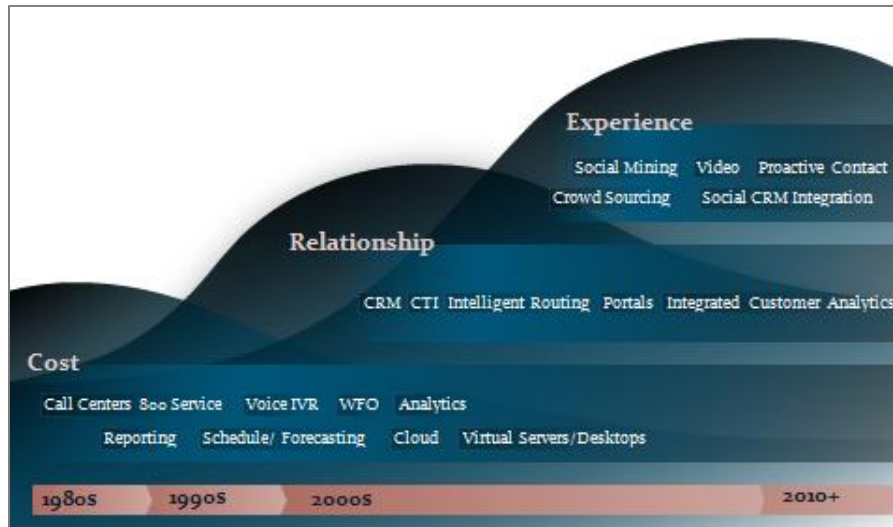 Experience
Social Mining Video Proactive Contact
Crowd Sourcing Social CRM Integration
Relationship
CRM CTI Intelligent Routing Portals Integrated Customer Analytics
Cost
Call Centers 800 Service Voice IVR WFO Analytics
Reporting Schedule/ Forecasting Cloud Virtual Servers/Desktops
1980s 1990s 2000s 2010+